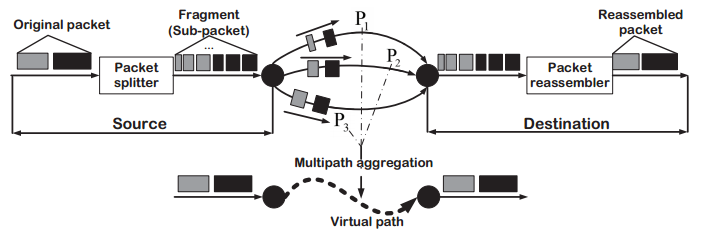 Original packet
Fragment
(Sub-packet)
...
P1
Reassembled
packet
Packet
splitter
P2
Packet
reassembler
Source
P3
Destination
Multipath aggregation
Virtual path